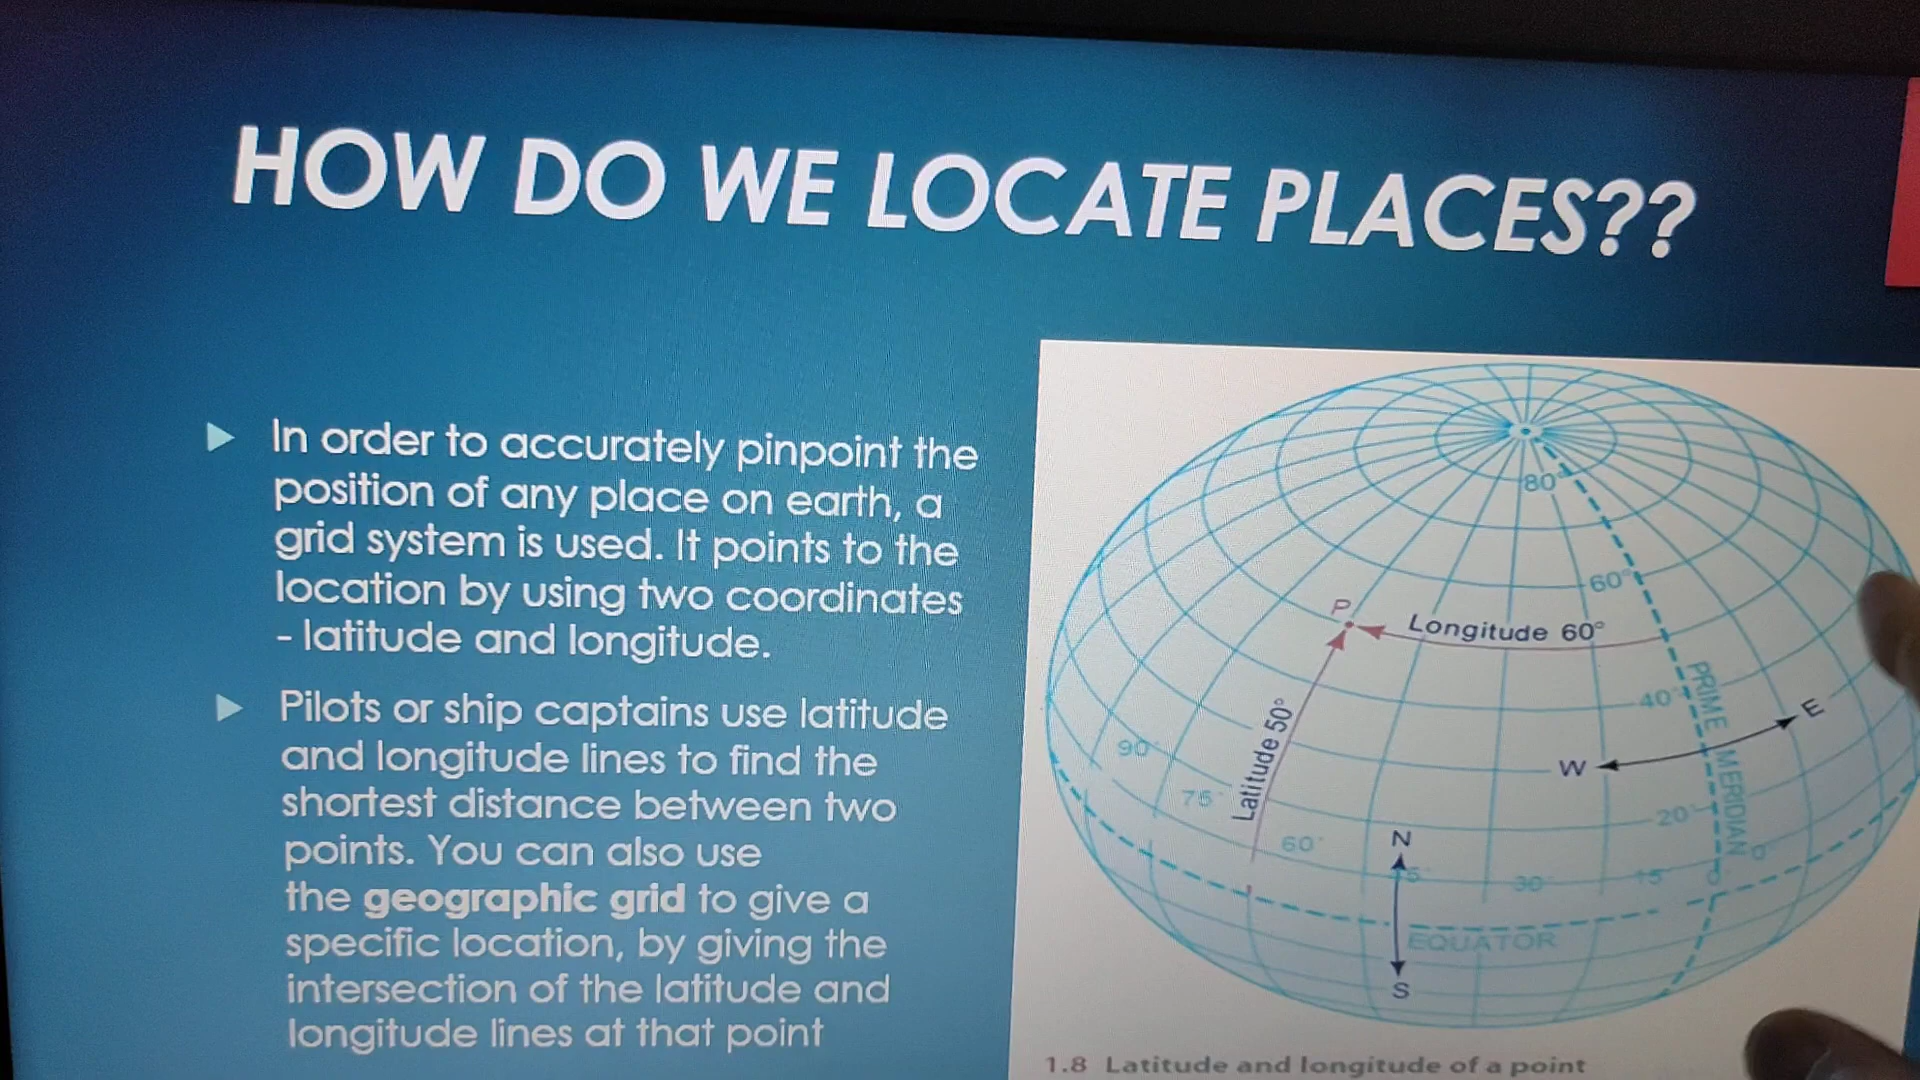 HOW DO WE LOCATE PLACES??
In order to accurately pinpoint the
position of any place on earth, a
grid system is used. It points to the
location by using two coordinates
- latitude and longitude.
Pilots or ship captains use latitude
and longitude lines to find the
shortest distance between two
points. You can also use
the geographic grid to give a
specific location, by giving the
intersection of the latitude and
longitude lines at that point
80°
60°
P
Longitude 60°
40°
PRIME MERIDIAN
E
W
Latitude 50°
90°
75°
60°
20°
N
45°
30°
15°
0°
0°
EQUATOR
S
1.8 Latitude and longitude of a point